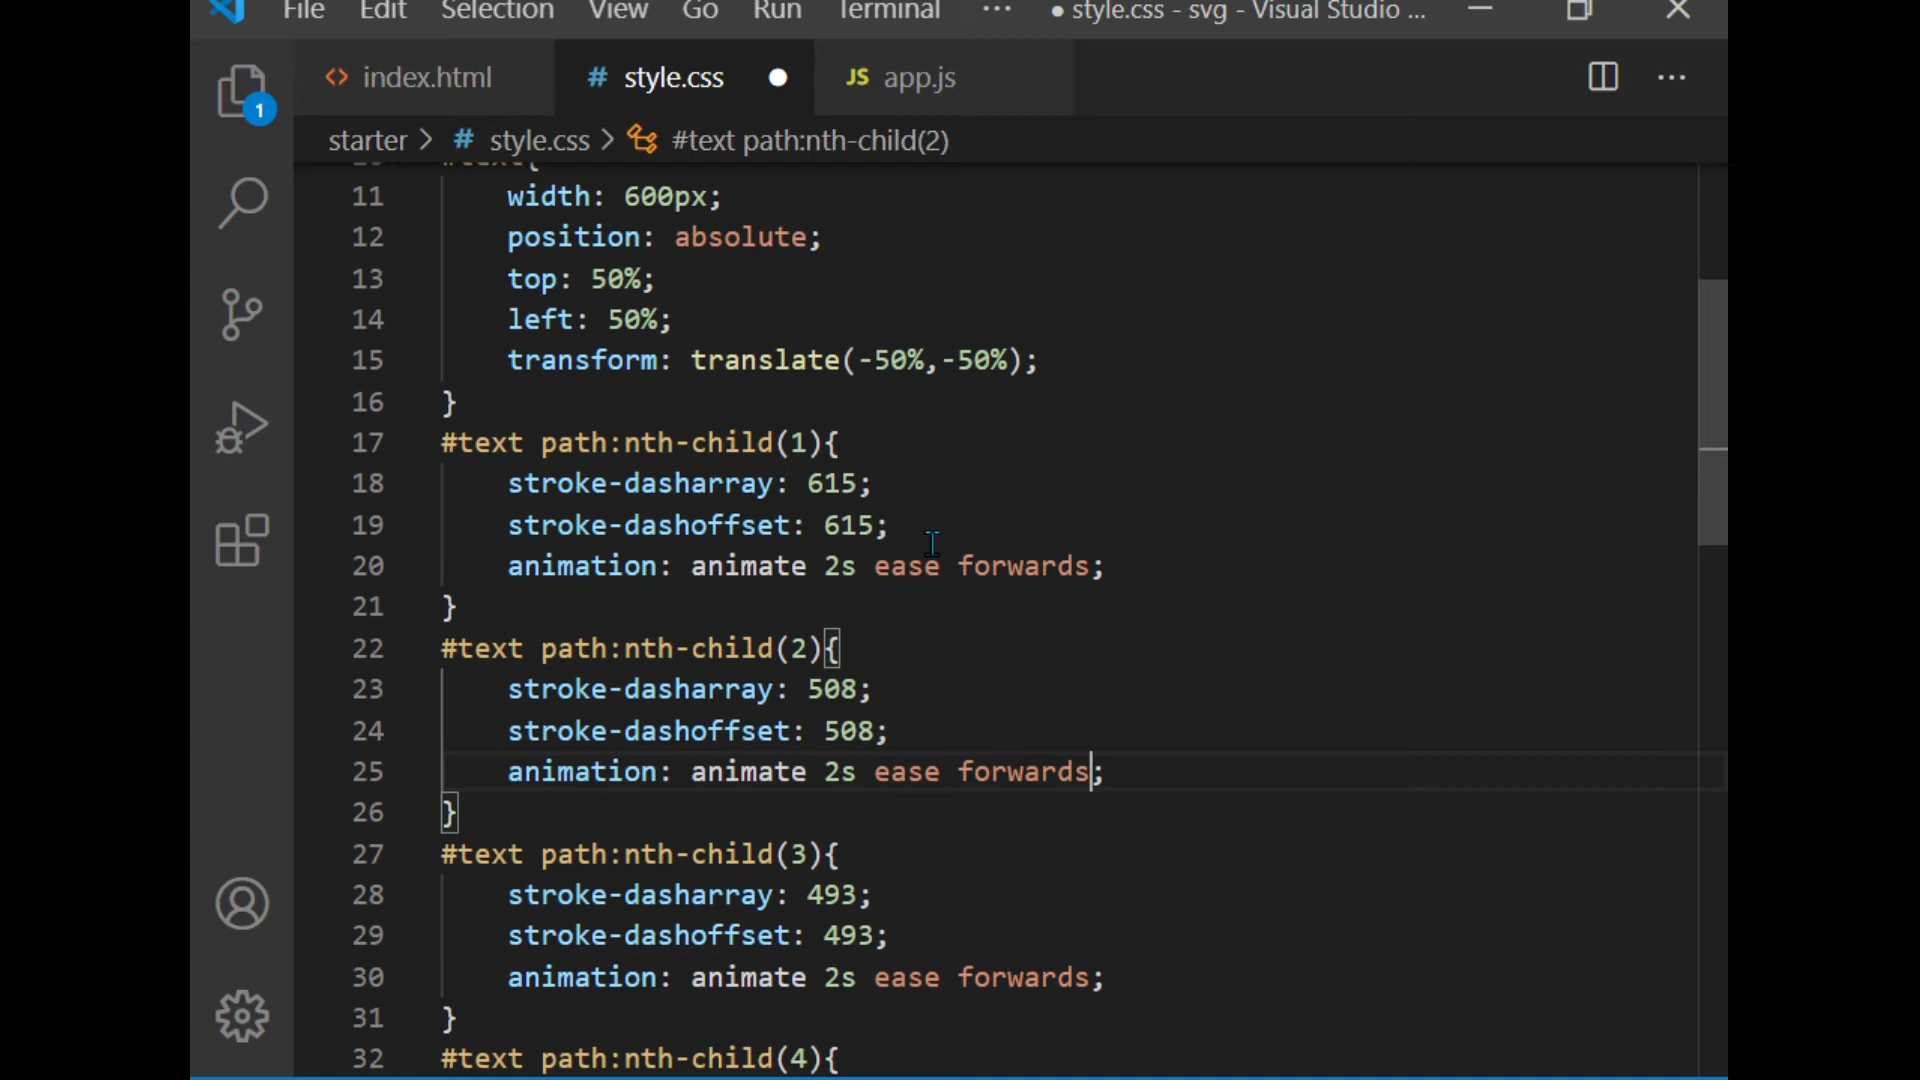 File Edit Selection View Go Run Terminal ··· ● style.css - svg - Visual Studio ...
1
<> index.html # style.css ● JS app.js ···
starter > # style.css > #text path:nth-child(2)
10 #text{
11 width: 600px;
12 position: absolute;
13 top: 50%;
14 left: 50%;
15 transform: translate(-50%,-50%);
16 }
17 #text path:nth-child(1){
18 stroke-dasharray: 615;
19 stroke-dashoffset: 615;
20 animation: animate 2s ease forwards;
21 }
22 #text path:nth-child(2){
23 stroke-dasharray: 508;
24 stroke-dashoffset: 508;
25 animation: animate 2s ease forwards;
26 }
27 #text path:nth-child(3){
28 stroke-dasharray: 493;
29 stroke-dashoffset: 493;
30 animation: animate 2s ease forwards;
31 }
32 #text path:nth-child(4){